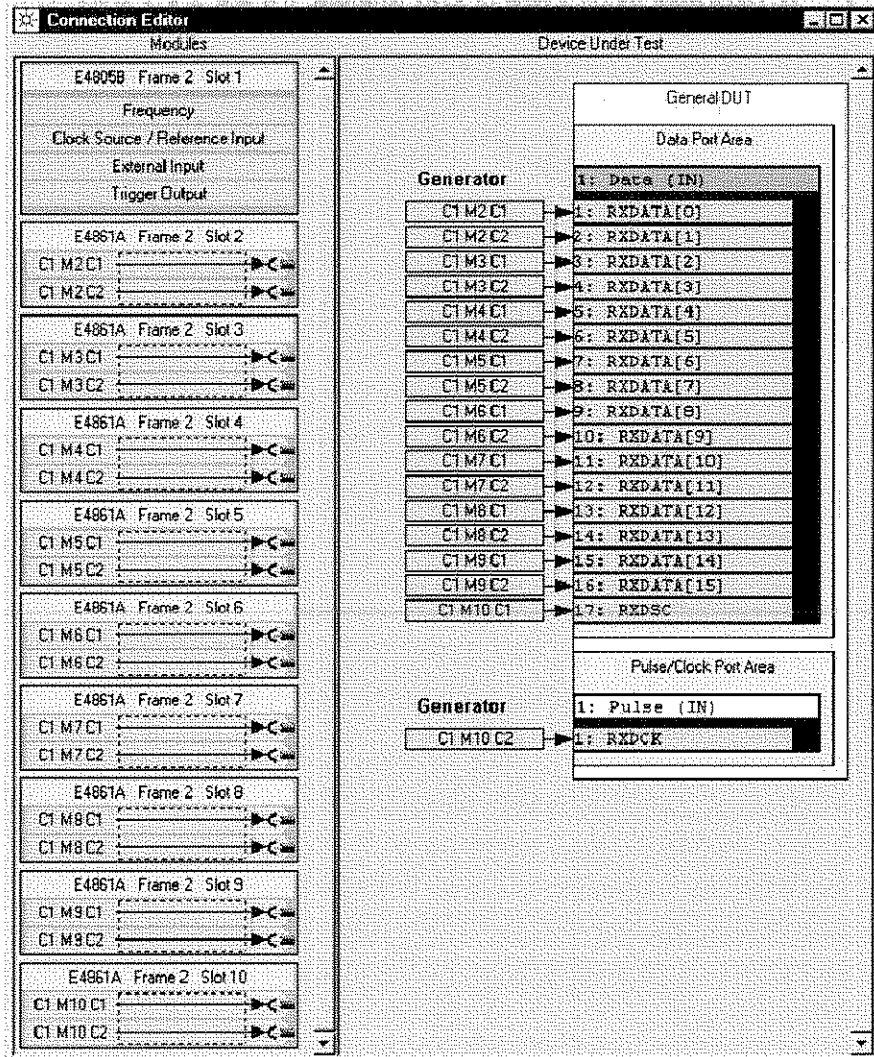 Connection Editor
Modules
Device Under Test
E4805B Frame 2 Slot 1
Frequency
Clock Source / Reference Input
External Input
Trigger Output
E4861A Frame 2 Slot 2
C1 M2 C1
C1 M2 C2
E4861A Frame 2 Slot 3
C1 M3 C1
C1 M3 C2
E4861A Frame 2 Slot 4
C1 M4 C1
C1 M4 C2
E4861A Frame 2 Slot 5
C1 M5 C1
C1 M5 C2
E4861A Frame 2 Slot 6
C1 M6 C1
C1 M6 C2
E4861A Frame 2 Slot 7
C1 M7 C1
C1 M7 C2
E4861A Frame 2 Slot 8
C1 M8 C1
C1 M8 C2
E4861A Frame 2 Slot 9
C1 M9 C1
C1 M9 C2
E4861A Frame 2 Slot 10
C1 M10 C1
C1 M10 C2
General DUT
Data Port Area
Generator 1: Data (IN)
C1 M2 C1 1: RXDATA[0]
C1 M2 C2 2: RXDATA[1]
C1 M3 C1 3: RXDATA[2]
C1 M3 C2 4: RXDATA[3]
C1 M4 C1 5: RXDATA[4]
C1 M4 C2 6: RXDATA[5]
C1 M5 C1 7: RXDATA[6]
C1 M5 C2 8: RXDATA[7]
C1 M6 C1 9: RXDATA[8]
C1 M6 C2 10: RXDATA[9]
C1 M7 C1 11: RXDATA[10]
C1 M7 C2 12: RXDATA[11]
C1 M8 C1 13: RXDATA[12]
C1 M8 C2 14: RXDATA[13]
C1 M9 C1 15: RXDATA[14]
C1 M9 C2 16: RXDATA[15]
C1 M10 C1 17: RXDSC
Pulse/Clock Port Area
Generator 1: Pulse (IN)
C1 M10 C2 1: RXDCK